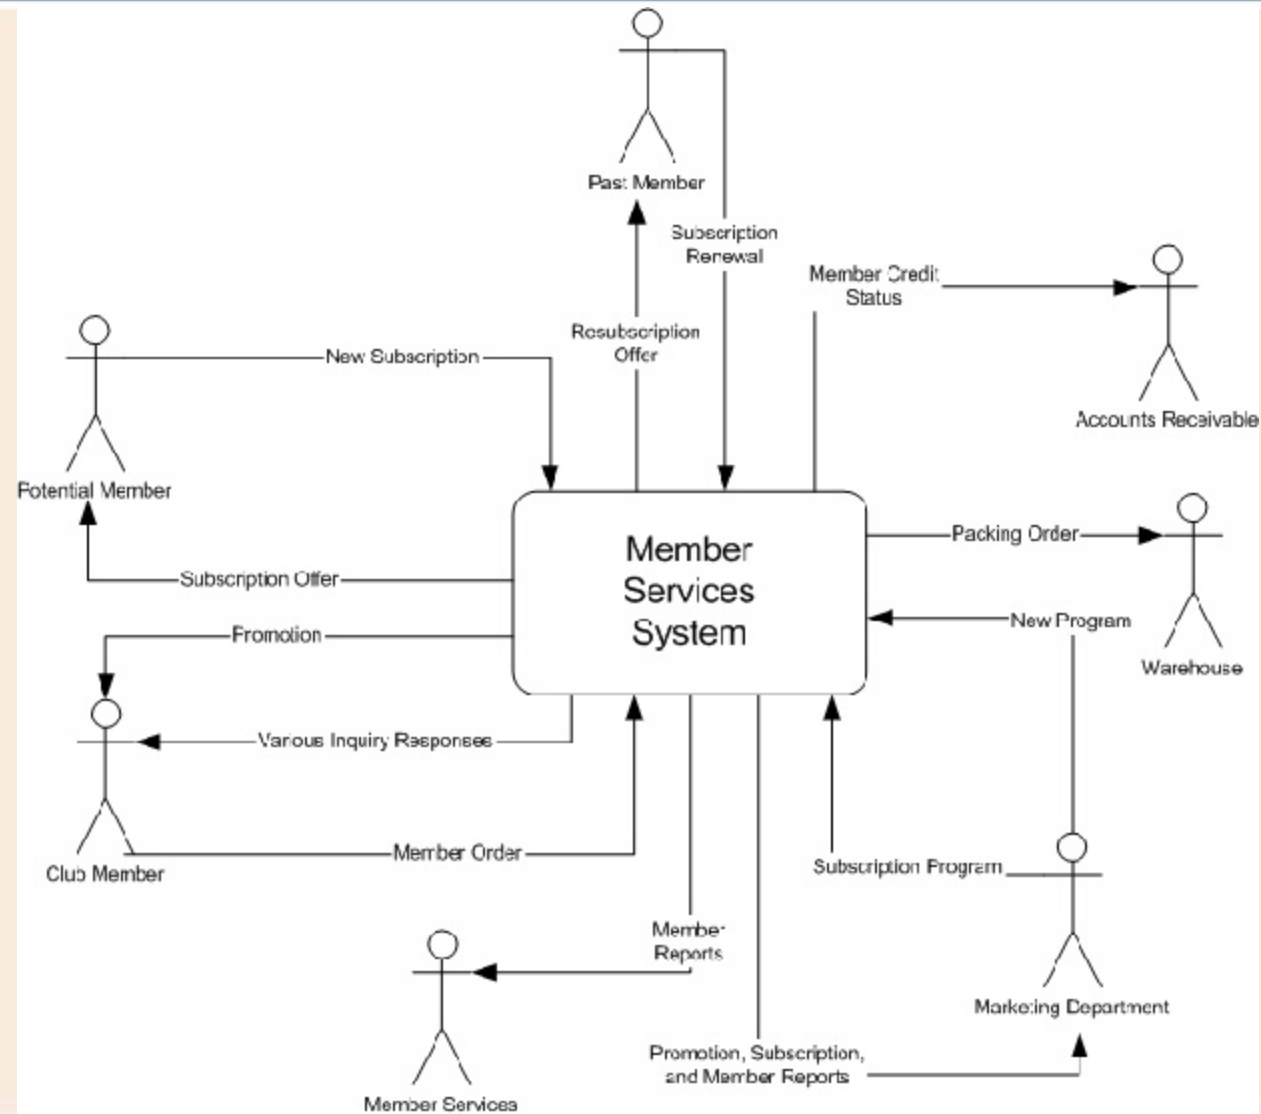 Past Member
Subscription
Renewal
Member Credit
Status
Resubscription
Offer
New Subscription
Accounts Receivable
Potential Member
Packing Order
Member
Services
System
Subscription Offer
New Program
Promotion
Warehouse
Various Inquiry Responses
Member Order
Subscription Program
Club Member
Member
Reports
Marketing Department
Promotion, Subscription,
and Member Reports
Member Services